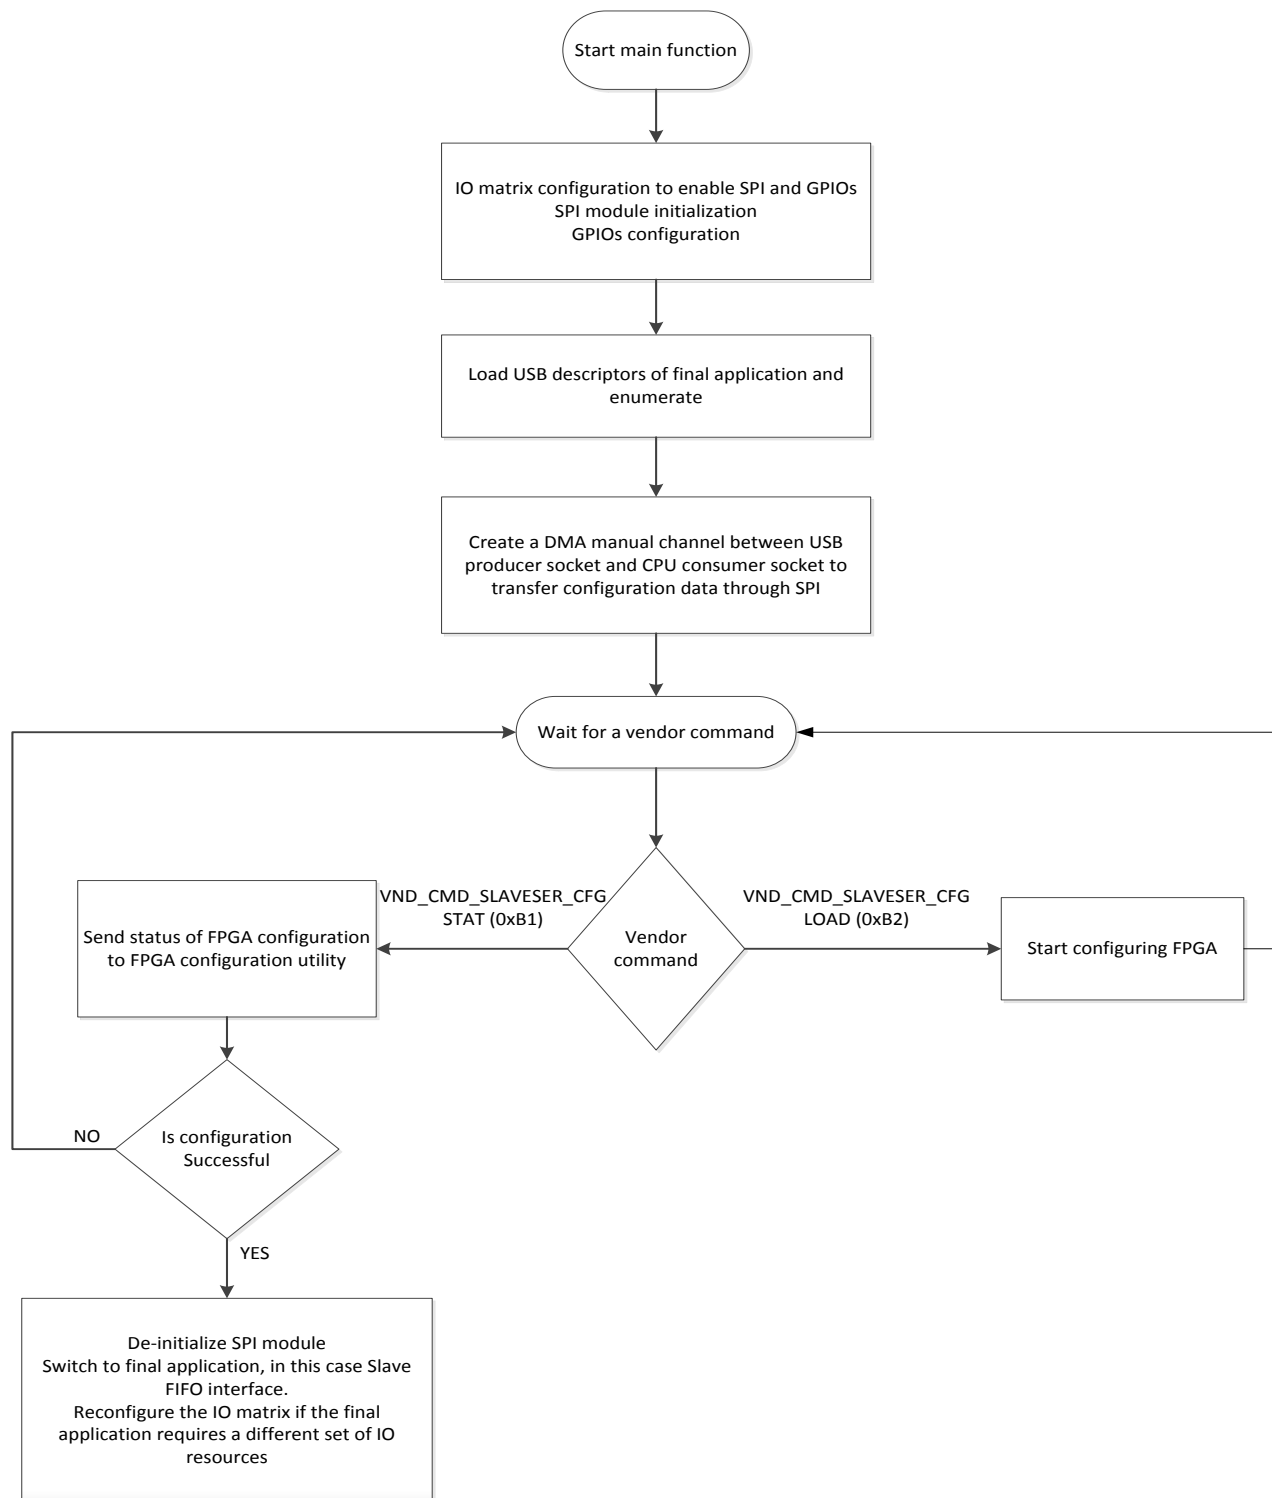 Start main function
IO matrix configuration to enable SPI and GPIOs
SPI module initialization
GPIOs configuration
Load USB descriptors of final application and
enumerate
Create a DMA manual channel between USB
producer socket and CPU consumer socket to
transfer configuration data through SPI
Wait for a vendor command
VND_CMD_SLAVESER_CFG
STAT (0xB1)
VND_CMD_SLAVESER_CFG
LOAD (0xB2)
Send status of FPGA configuration
to FPGA configuration utility
Vendor
command
Start configuring FPGA
NO
Is configuration
Successful
YES
De-initialize SPI module
Switch to final application, in this case Slave
FIFO interface.
Reconfigure the IO matrix if the final
application requires a different set of IO
resources